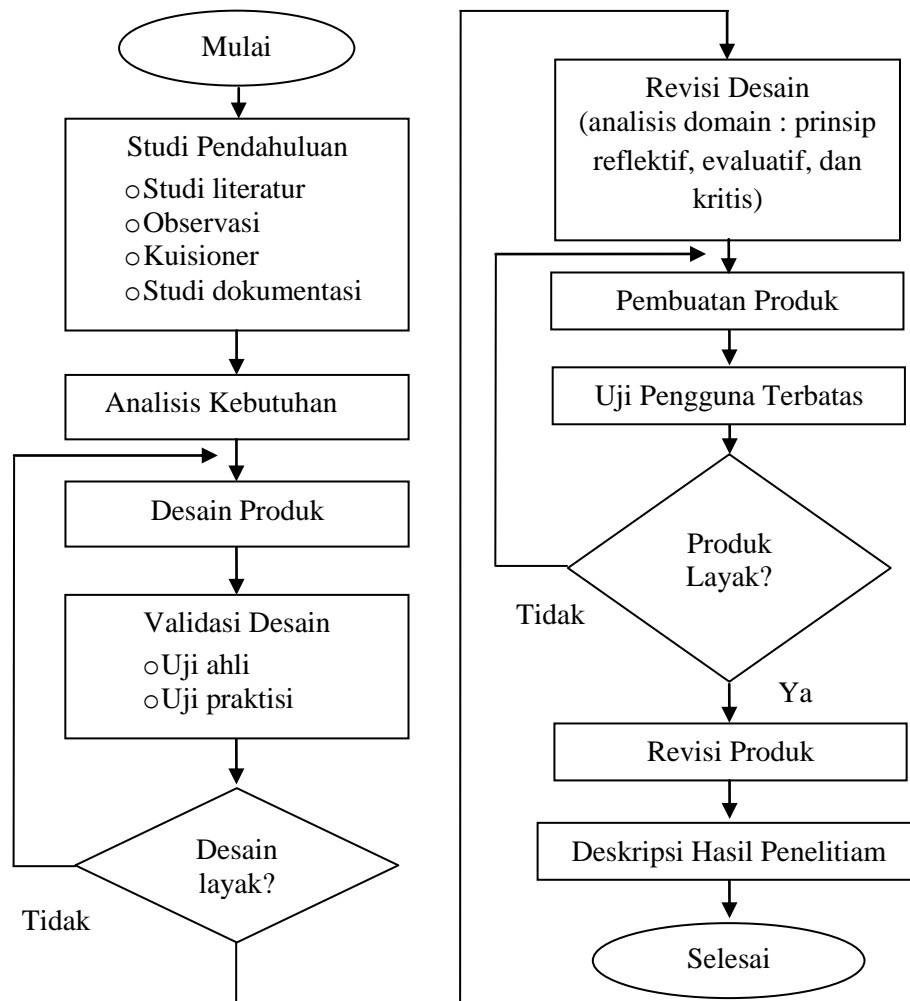 Mulai
Studi Pendahuluan
○Studi literatur
○Observasi
○Kuisioner
○Studi dokumentasi
Analisis Kebutuhan
Desain Produk
Validasi Desain
○Uji ahli
○Uji praktisi
Desain
layak?
Tidak
Revisi Desain
(analisis domain : prinsip
reflektif, evaluatif, dan
kritis)
Pembuatan Produk
Uji Pengguna Terbatas
Produk
Layak?
Tidak
Ya
Revisi Produk
Deskripsi Hasil Penelitiam
Selesai